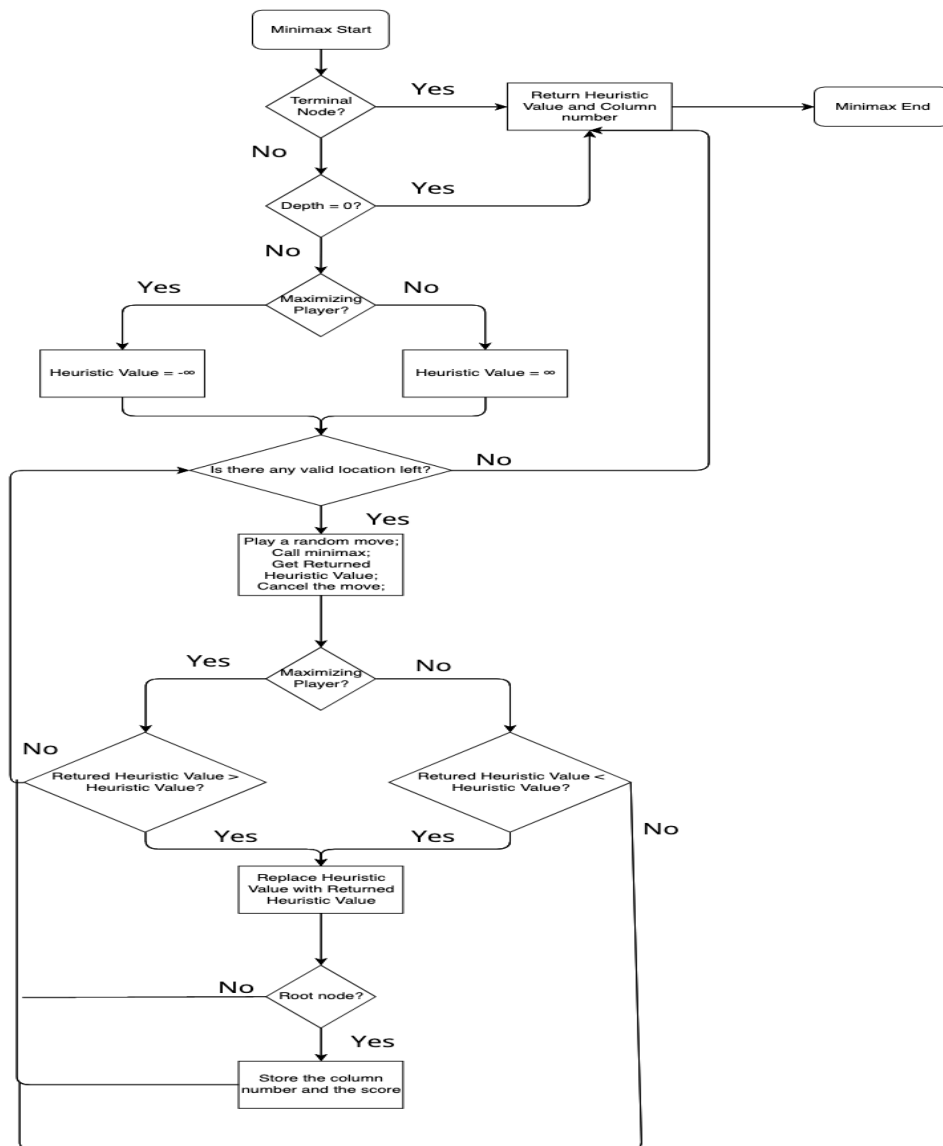 Minimax Start
Terminal
Node?
Yes
Return Heuristic
Value and Column
number
Minimax End
No
Depth = 0?
Yes
No
Yes
Maximizing
Player?
No
Heuristic Value = -∞
Heuristic Value = ∞
Is there any valid location left?
No
Yes
Play a random move;
Call minimax;
Get Returned
Heuristic Value;
Cancel the move;
Yes
Maximizing
Player?
No
No
Retured Heuristic Value >
Heuristic Value?
Retured Heuristic Value <
Heuristic Value?
No
Yes
Yes
Replace Heuristic
Value with Returned
Heuristic Value
No
Root node?
Yes
Store the column
number and the score